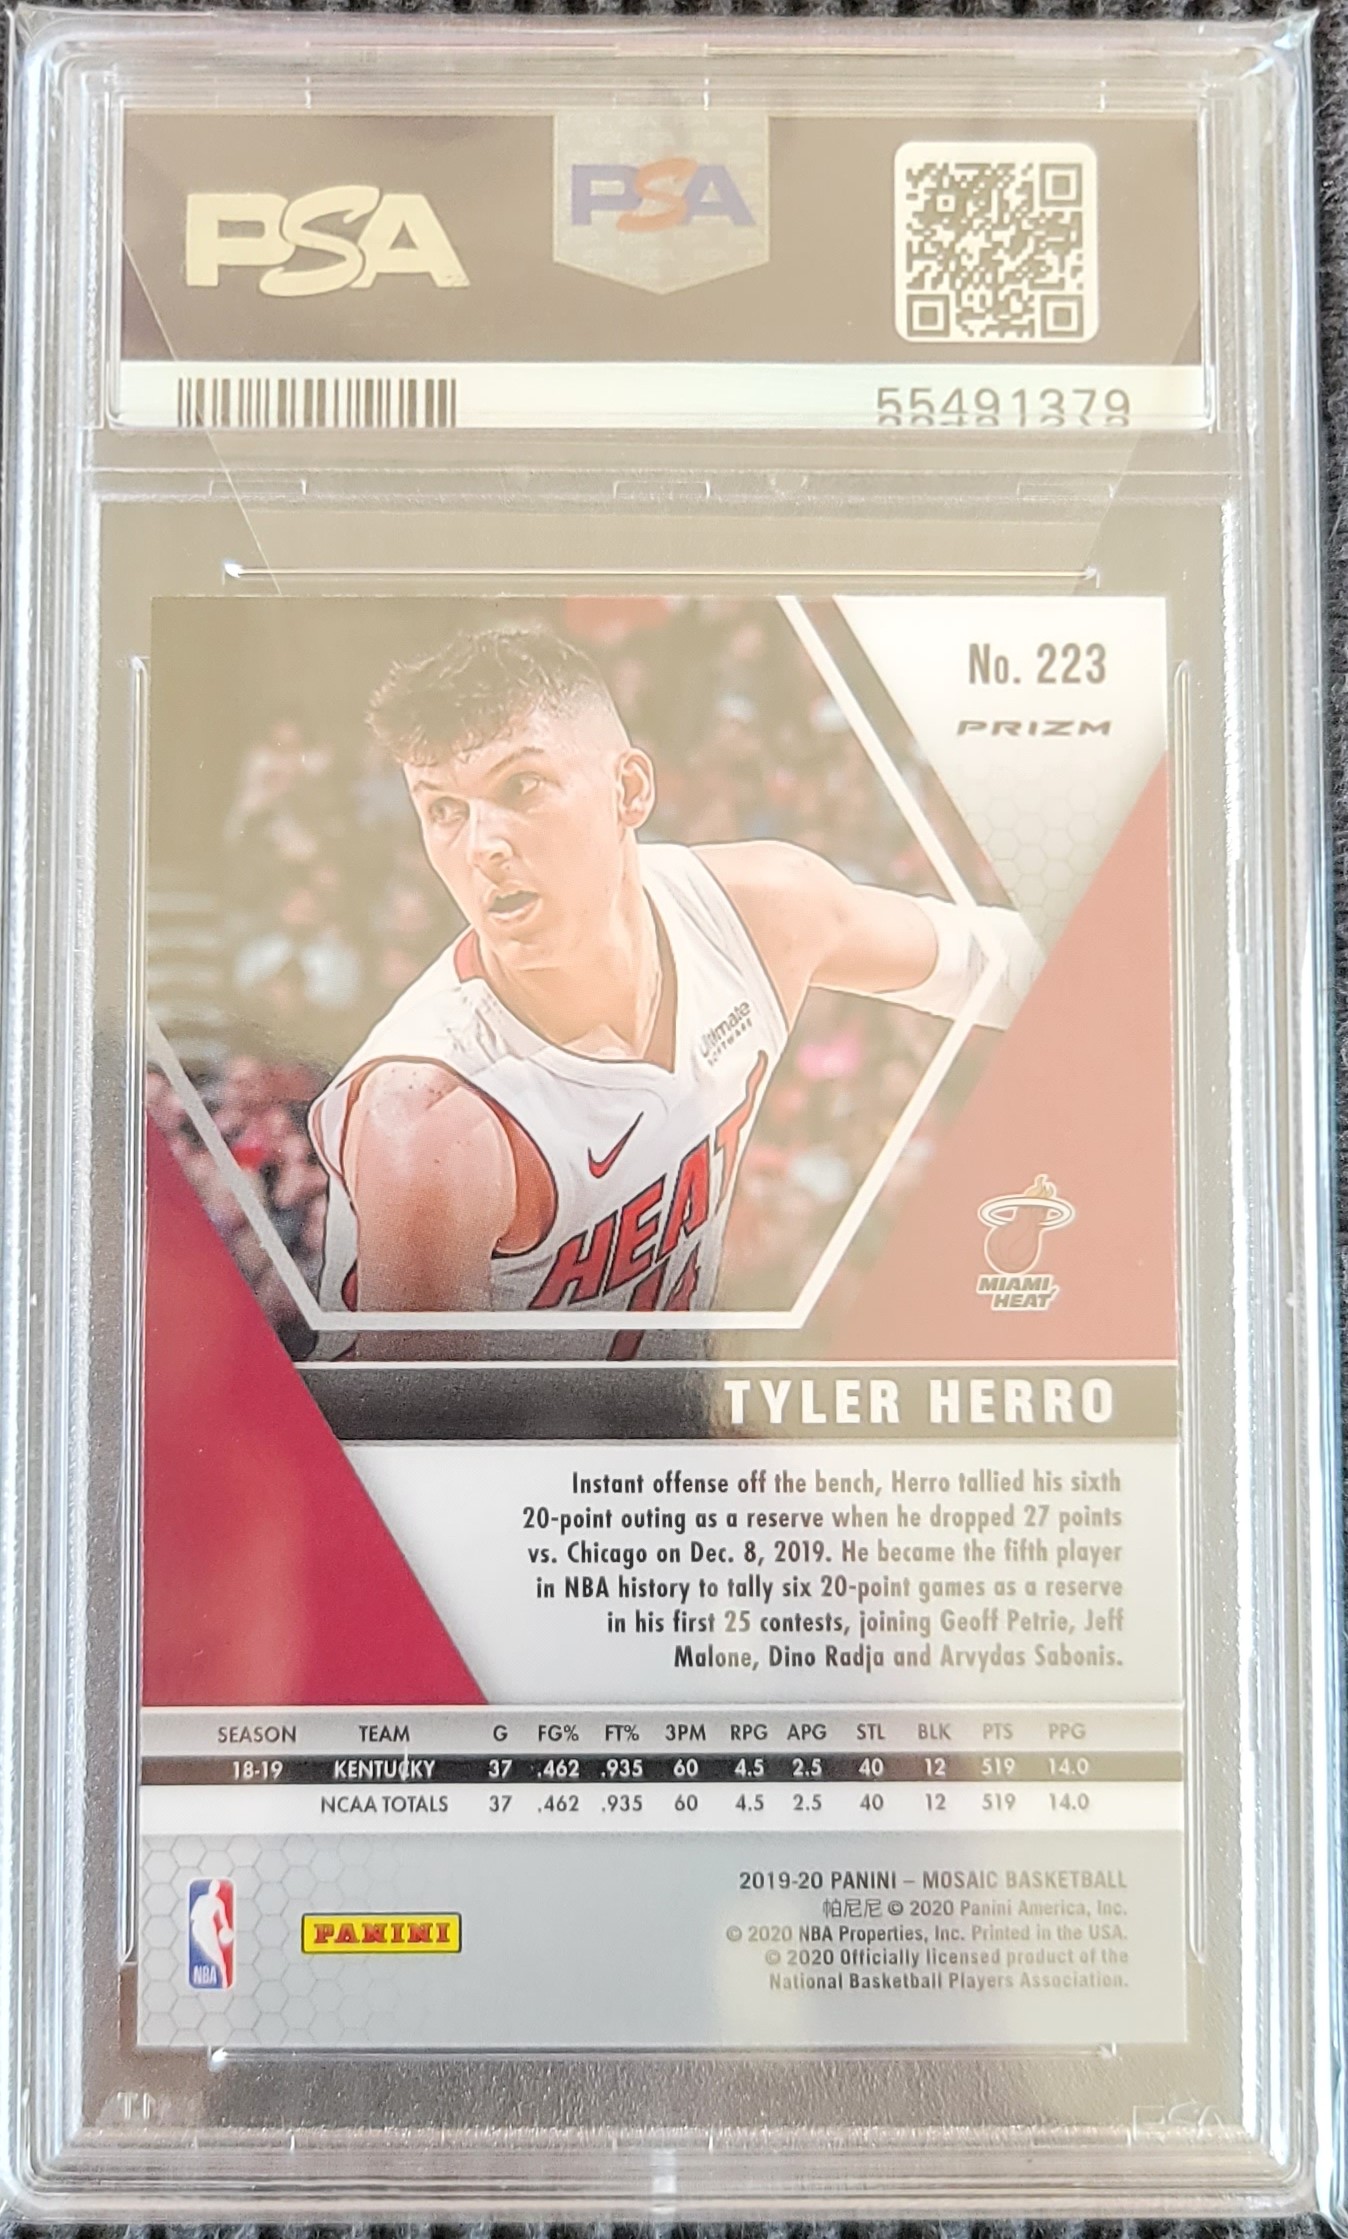 PSA
PSA
55491379
No. 223
PRIZM
Ultimate
SOFTWARE
HEAT
14
MIAMI
HEAT
TYLER HERRO
Instant offense off the bench, Herro tallied his sixth
20-point outing as a reserve when he dropped 27 points
vs. Chicago on Dec. 8, 2019. He became the fifth player
in NBA history to tally six 20-point games as a reserve
in his first 25 contests, joining Geoff Petrie, Jeff
Malone, Dino Radja and Arvydas Sabonis.
SEASON TEAM G FG% FT% 3PM RPG APG STL BLK PTS PPG
18-19 KENTUCKY 37 .462 .935 60 4.5 2.5 40 12 519 14.0
NCAA TOTALS 37 .462 .935 60 4.5 2.5 40 12 519 14.0
2019-20 PANINI – MOSAIC BASKETBALL
帕尼尼 © 2020 Panini America, Inc.
© 2020 NBA Properties, Inc. Printed in the USA.
© 2020 Officially licensed product of the
National Basketball Players Association.
NBA
PANINI
PSA